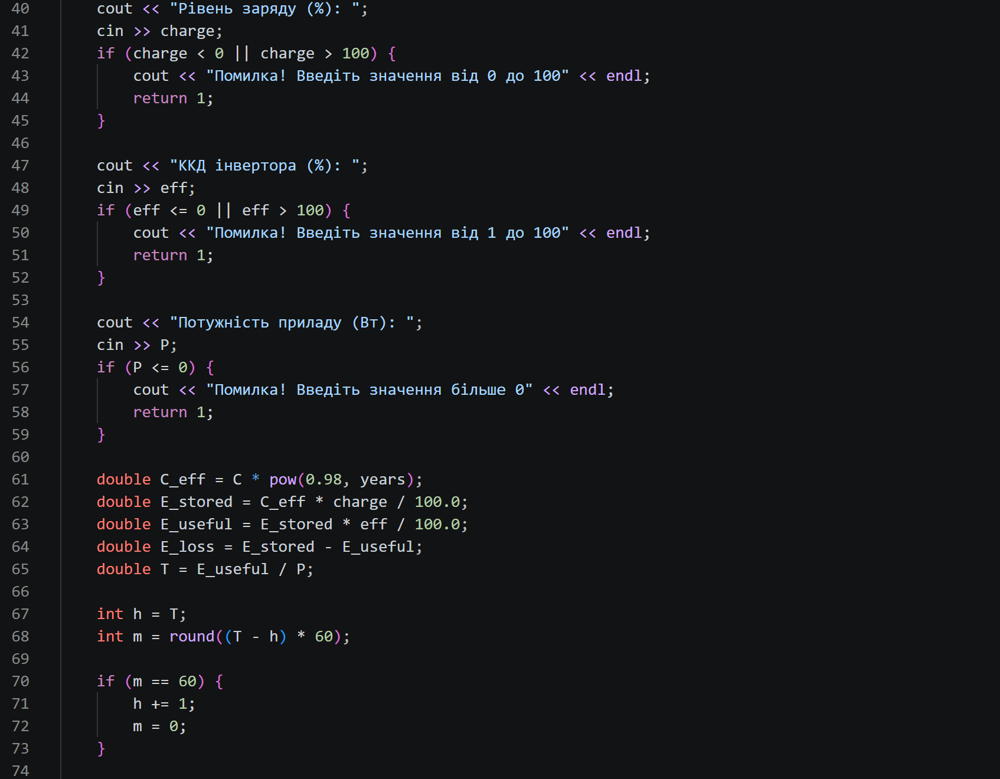 40 cout << "Рівень заряду (%): ";
41 cin >> charge;
42 if (charge < 0 || charge > 100) {
43 cout << "Помилка! Введіть значення від 0 до 100" << endl;
44 return 1;
45 }
46
47 cout << "ККД інвертора (%): ";
48 cin >> eff;
49 if (eff <= 0 || eff > 100) {
50 cout << "Помилка! Введіть значення від 1 до 100" << endl;
51 return 1;
52 }
53
54 cout << "Потужність приладу (Вт): ";
55 cin >> P;
56 if (P <= 0) {
57 cout << "Помилка! Введіть значення більше 0" << endl;
58 return 1;
59 }
60
61 double C_eff = C * pow(0.98, years);
62 double E_stored = C_eff * charge / 100.0;
63 double E_useful = E_stored * eff / 100.0;
64 double E_loss = E_stored - E_useful;
65 double T = E_useful / P;
66
67 int h = T;
68 int m = round((T - h) * 60);
69
70 if (m == 60) {
71 h += 1;
72 m = 0;
73 }
74